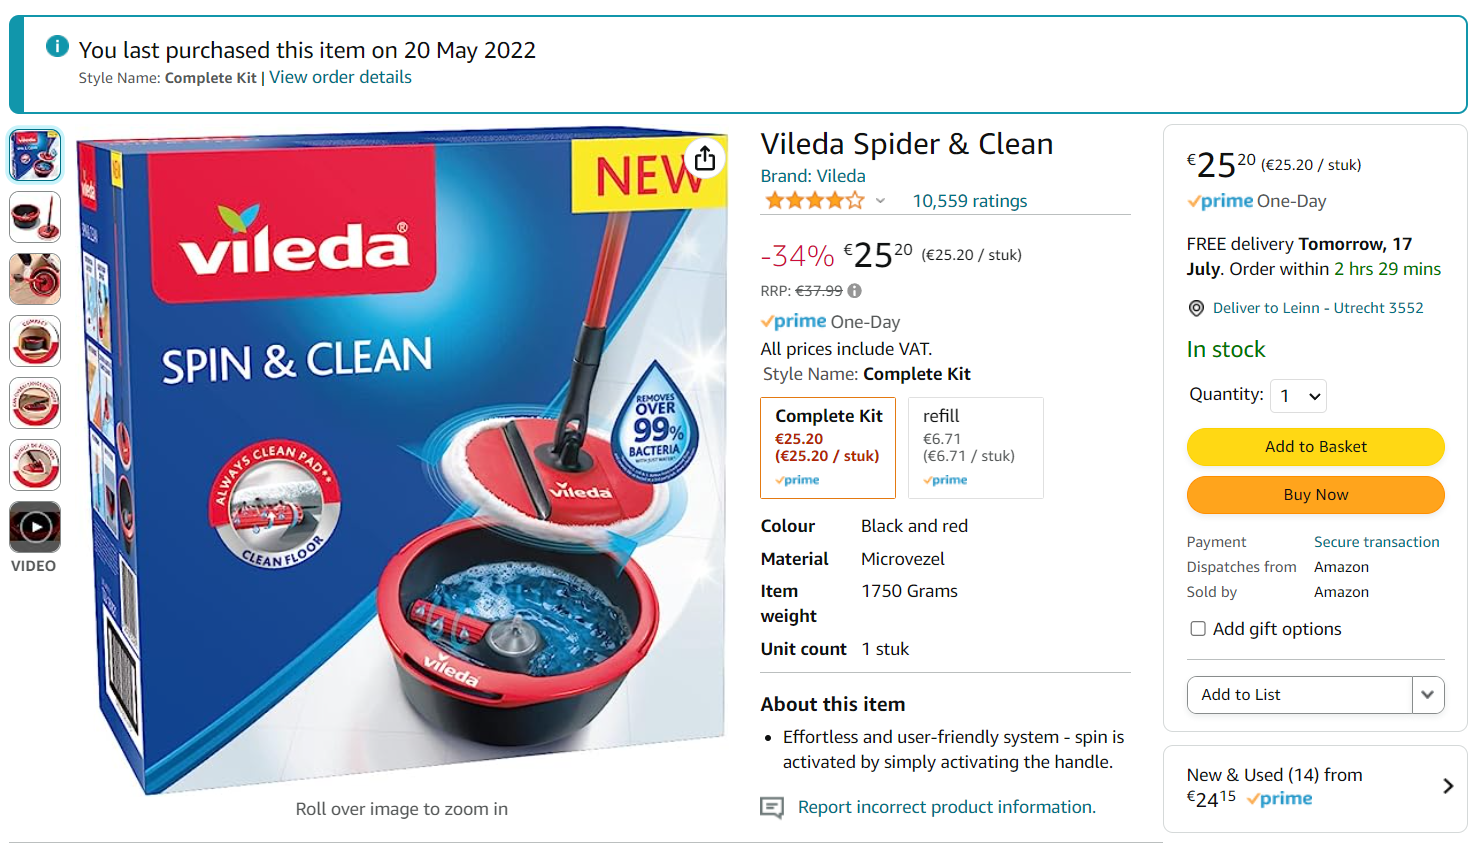 You last purchased this item on 20 May 2022
Style Name: Complete Kit | View order details
VIDEO
vileda®
NEW
SPIN & CLEAN
REMOVES
OVER
99%
BACTERIA
WITH JUST WATER*
ALWAYS CLEAN PAD**
CLEAN FLOOR
vileda
vileda
Roll over image to zoom in
Vileda Spider & Clean
Brand: Vileda
10,559 ratings
-34% €25 20 (€25.20 / stuk)
RRP: €37.99
prime One-Day
All prices include VAT.
Style Name: Complete Kit
Complete Kit
€25.20
(€25.20 / stuk)
prime
refill
€6.71
(€6.71 / stuk)
prime
Colour Black and red
Material Microvezel
Item weight 1750 Grams
Unit count 1 stuk
About this item
• Effortless and user-friendly system - spin is
activated by simply activating the handle.
Report incorrect product information.
€25 20 (€25.20 / stuk)
prime One-Day
FREE delivery Tomorrow, 17
July. Order within 2 hrs 29 mins
Deliver to Leinn - Utrecht 3552
In stock
Quantity: 1
Add to Basket
Buy Now
Payment Secure transaction
Dispatches from Amazon
Sold by Amazon
Add gift options
Add to List
New & Used (14) from
€24 15 prime